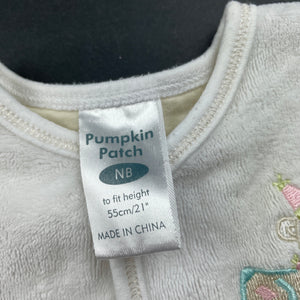 Pumpkin
Patch
NB
to fit height
55cm/21"
MADE IN CHINA